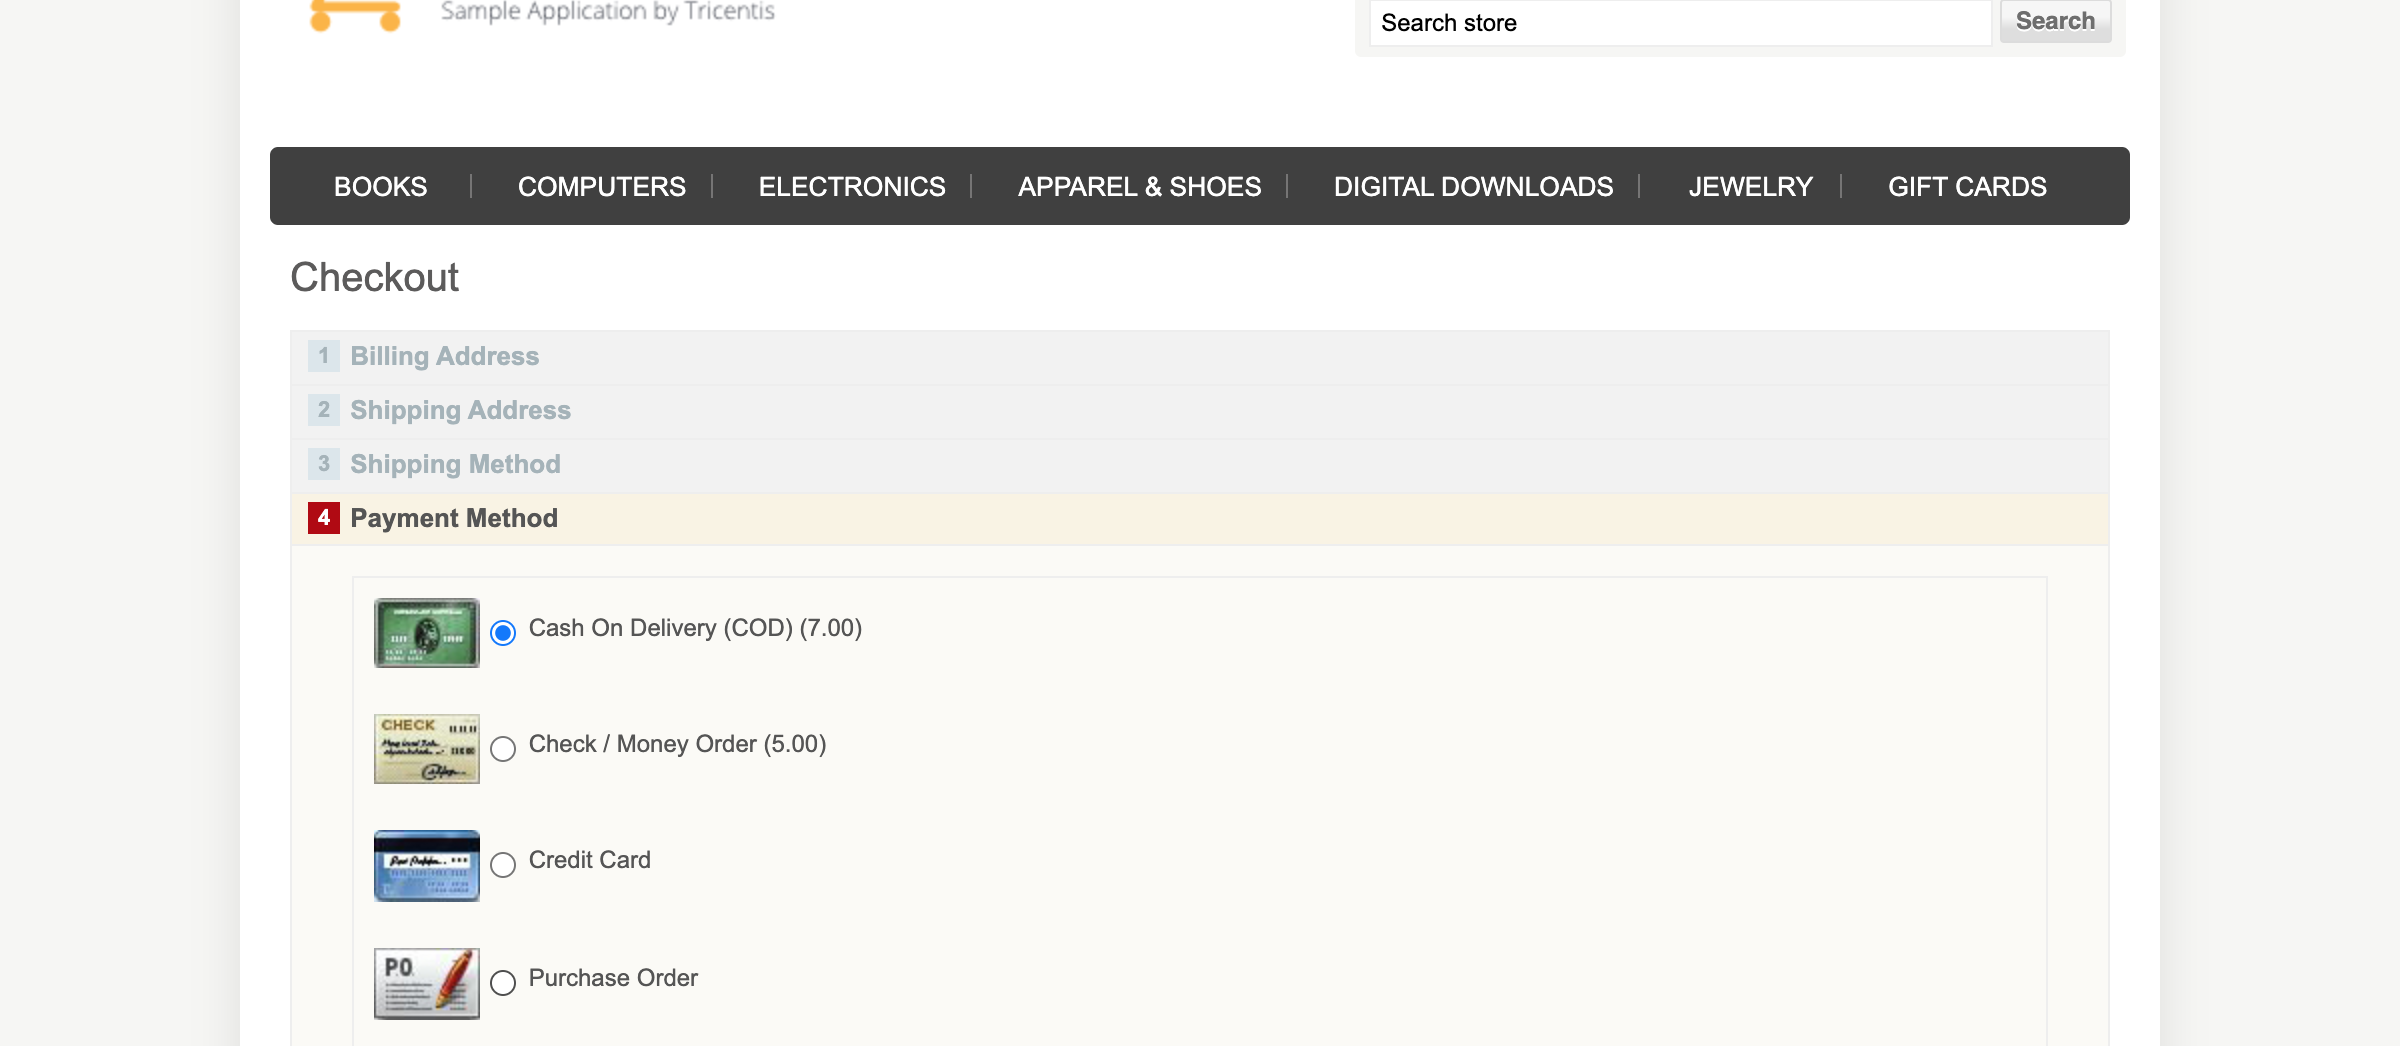 Sample Application by Tricentis
Search store
Search
BOOKS
COMPUTERS
ELECTRONICS
APPAREL & SHOES
DIGITAL DOWNLOADS
JEWELRY
GIFT CARDS
Checkout
1 Billing Address
2 Shipping Address
3 Shipping Method
4 Payment Method
Cash On Delivery (COD) (7.00)
CHECK
Check / Money Order (5.00)
Credit Card
P.O.
Purchase Order